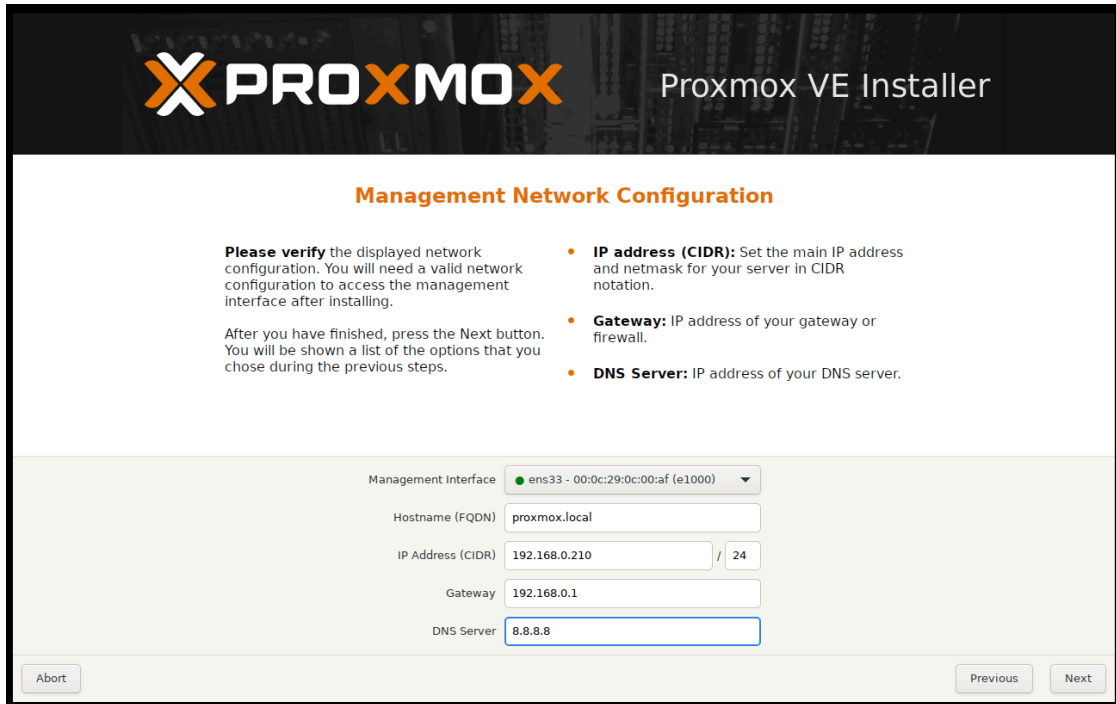 PROXMOX
Proxmox VE Installer
Management Network Configuration
Please verify the displayed network
configuration. You will need a valid network
configuration to access the management
interface after installing.
After you have finished, press the Next button.
You will be shown a list of the options that you
chose during the previous steps.
• IP address (CIDR): Set the main IP address
and netmask for your server in CIDR
notation.
• Gateway: IP address of your gateway or
firewall.
• DNS Server: IP address of your DNS server.
Management Interface ens33 - 00:0c:29:0c:00:af (e1000)
Hostname (FQDN) proxmox.local
IP Address (CIDR) 192.168.0.210 / 24
Gateway 192.168.0.1
DNS Server 8.8.8.8
Abort Previous Next